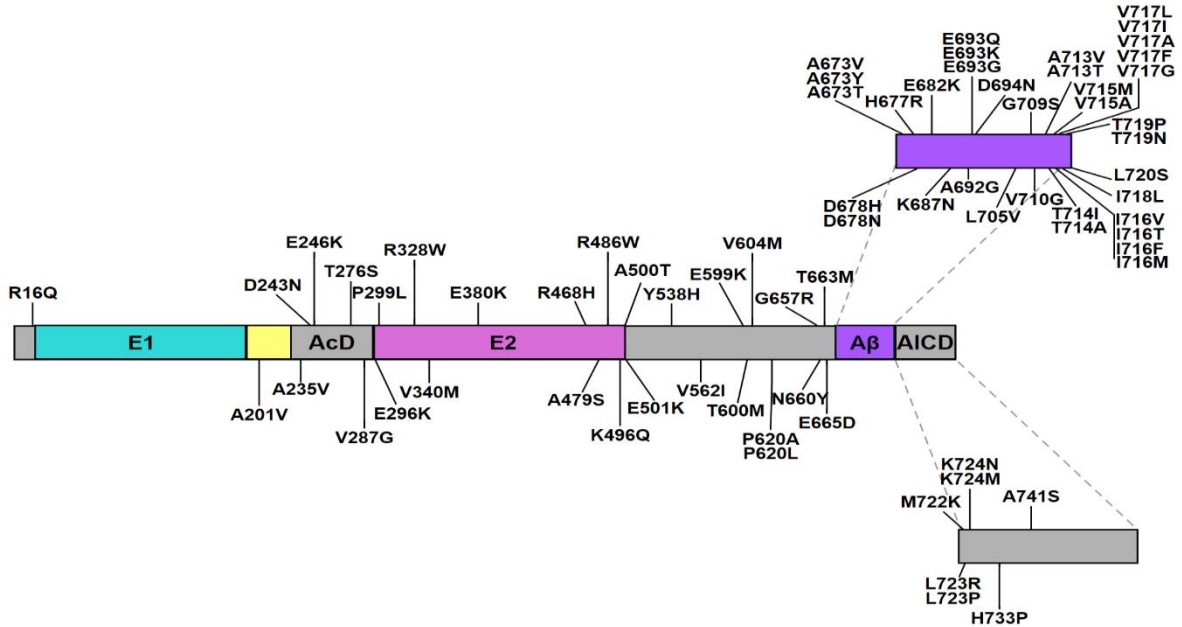 V717L
V717I
V717A
V717F
V717G
E693Q
E693K
E693G
A713V
A713T
A673V
A673Y
A673T
E682K
D694N
V715M
V715A
H677R
G709S
T719P
T719N
D678H
D678N
K687N
A692G
L705V
V710G
T714I
T714A
L720S
I718L
I716V
I716T
I716F
I716M
R16Q
D243N
E246K
T276S
P299L
R328W
E380K
R468H
R486W
A500T
Y538H
E599K
V604M
G657R
T663M
E1
AcD
E2
Aβ
AICD
A201V
A235V
V287G
E296K
V340M
A479S
K496Q
E501K
V562I
T600M
P620A
P620L
N660Y
E665D
K724N
K724M
M722K
A741S
L723R
L723P
H733P